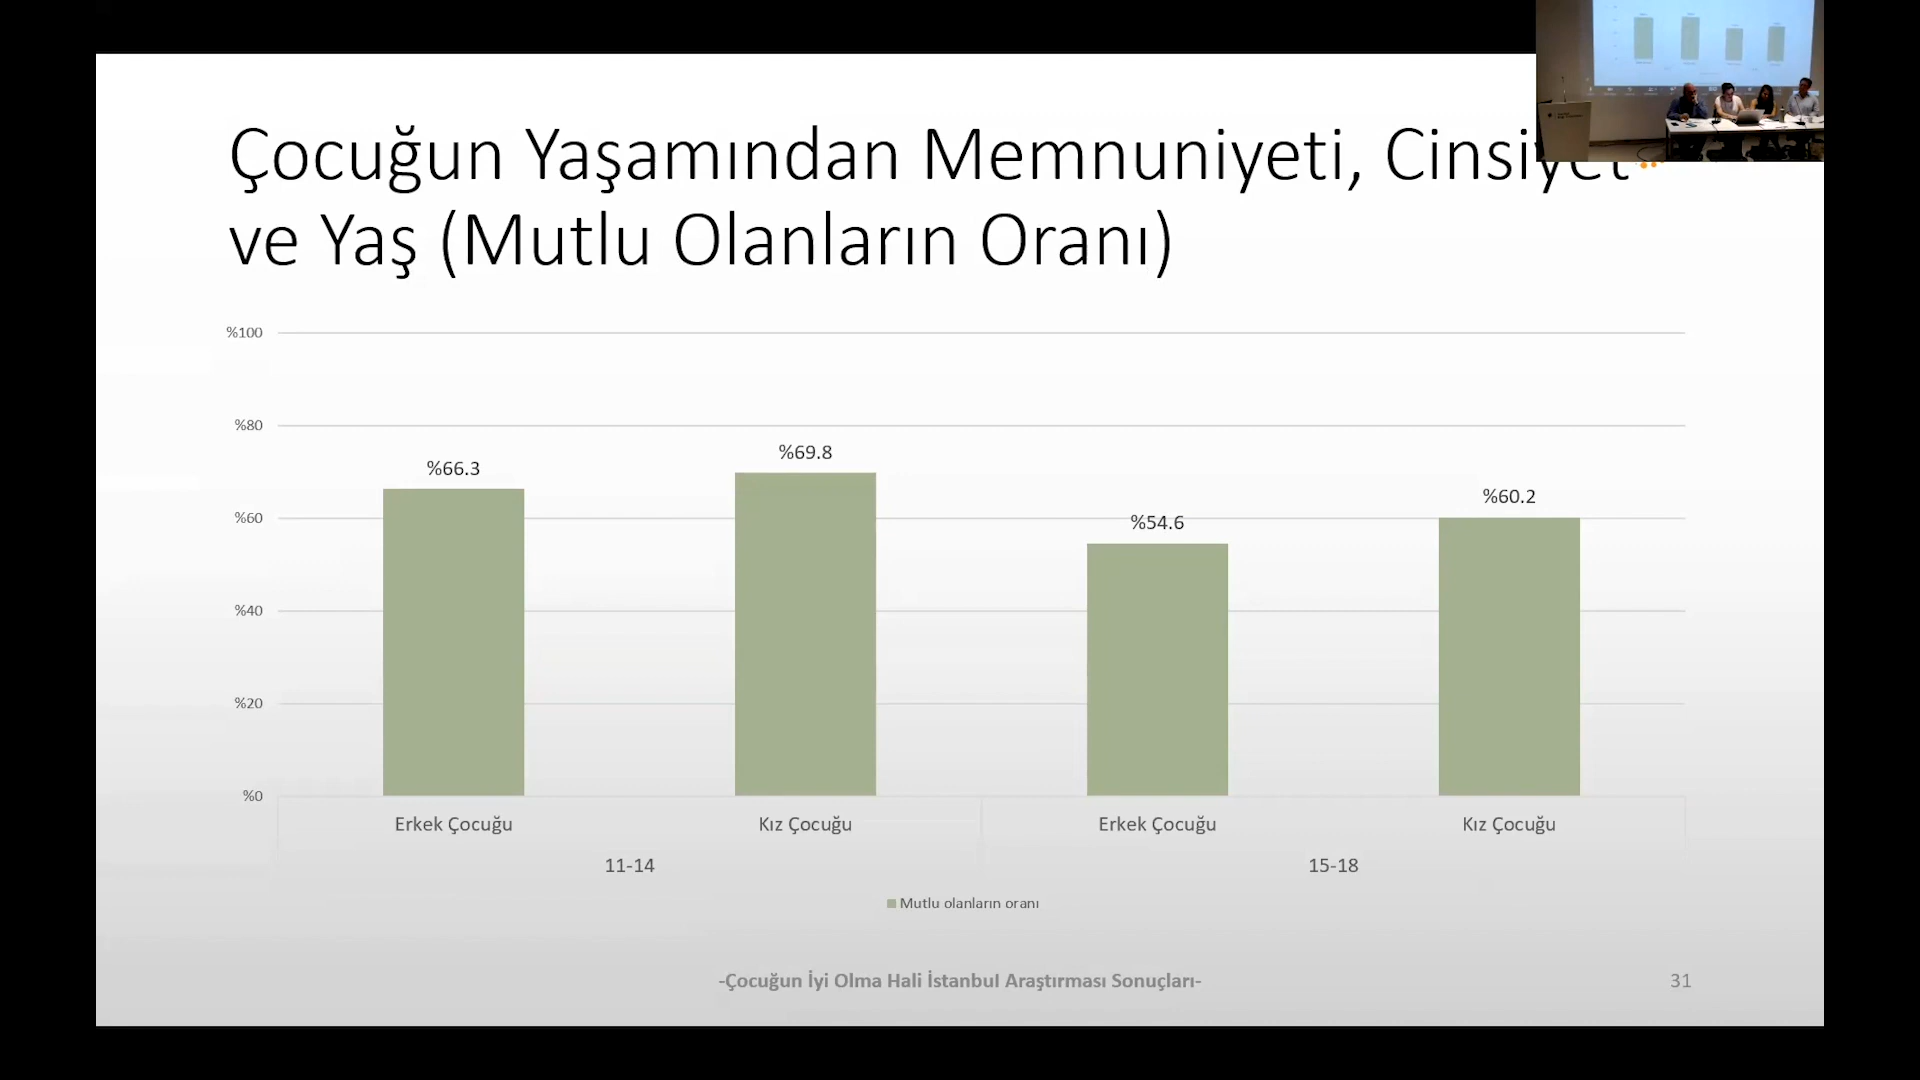 Çocuğun Yaşamından Memnuniyeti, Cinsiyet
ve Yaş (Mutlu Olanların Oranı)
%100
%80
%60
%40
%20
%0
%66.3
%69.8
%54.6
%60.2
Erkek Çocuğu
Kız Çocuğu
Erkek Çocuğu
Kız Çocuğu
11-14
15-18
Mutlu olanların oranı
-Çocuğun İyi Olma Hali İstanbul Araştırması Sonuçları-
31